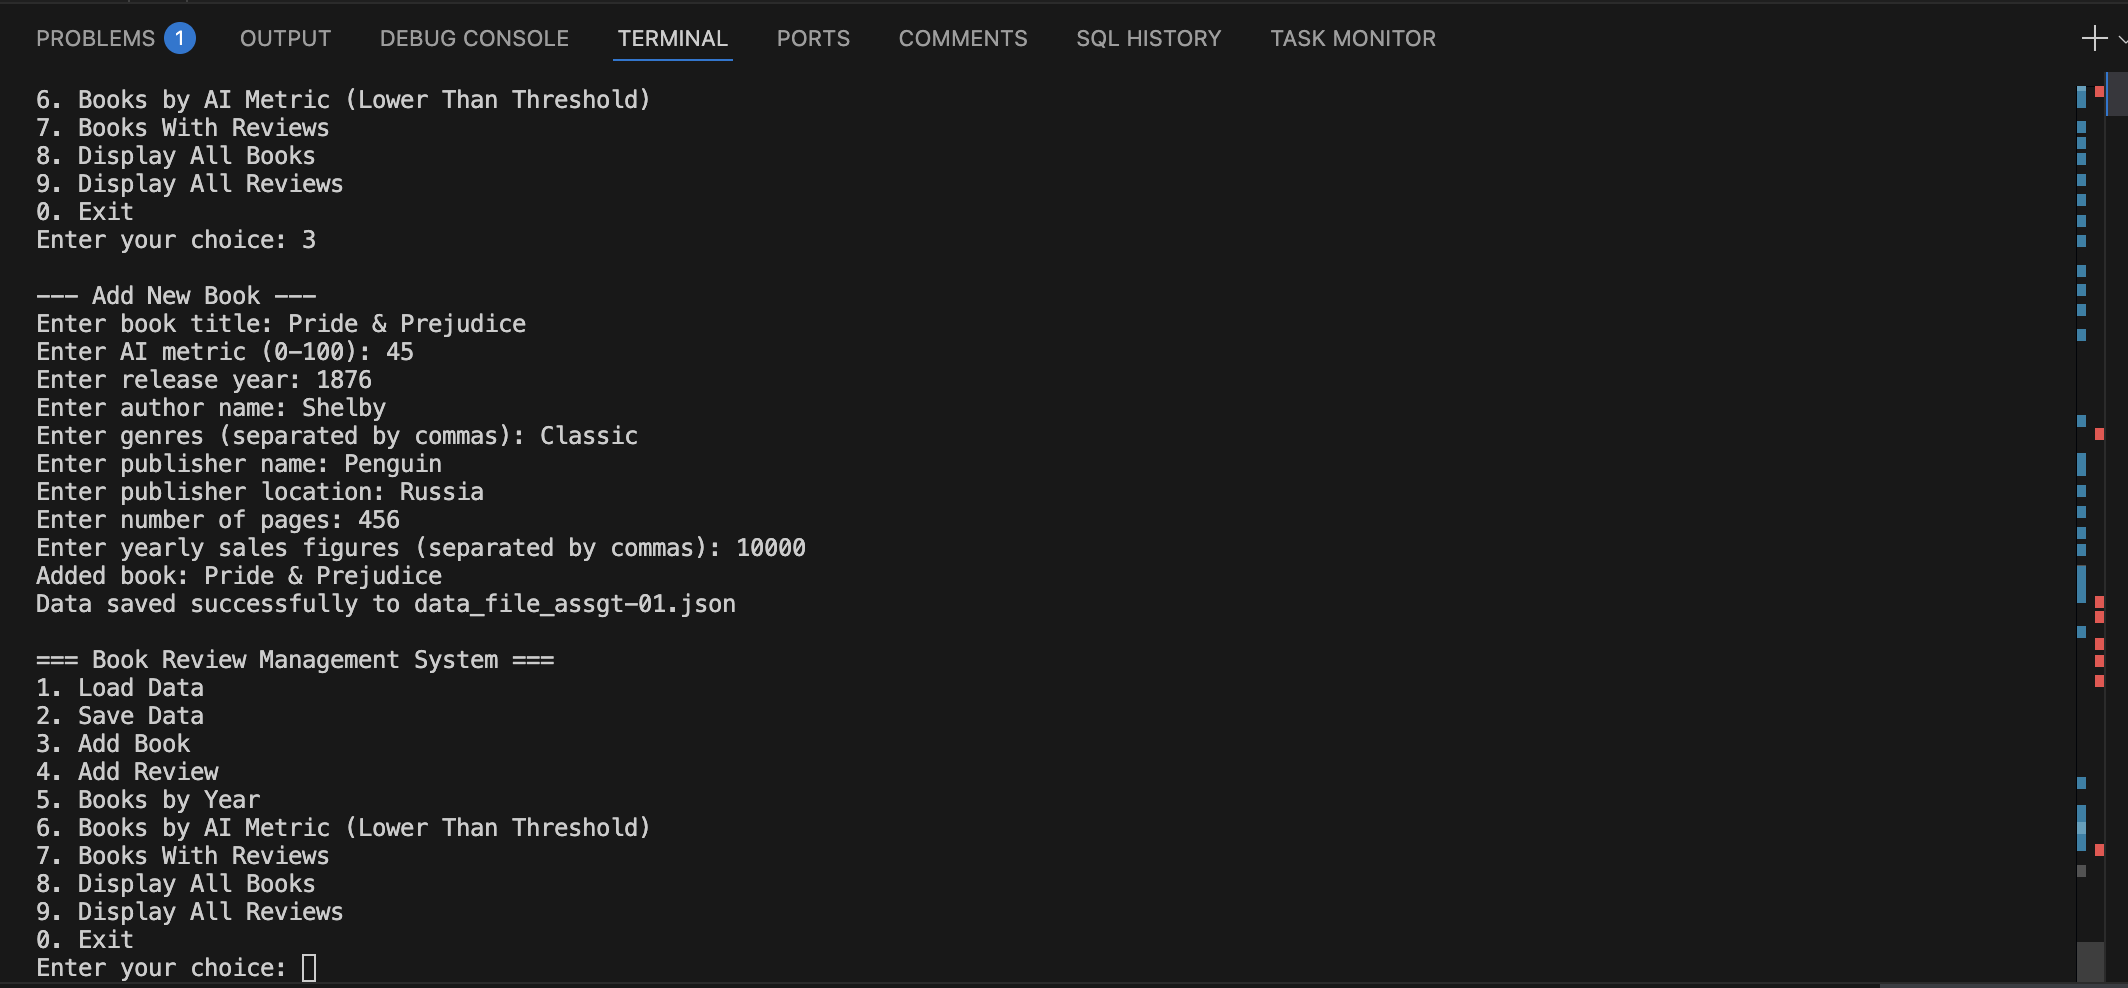 PROBLEMS 1 OUTPUT DEBUG CONSOLE TERMINAL PORTS COMMENTS SQL HISTORY TASK MONITOR
6. Books by AI Metric (Lower Than Threshold)
7. Books With Reviews
8. Display All Books
9. Display All Reviews
0. Exit
Enter your choice: 3
--- Add New Book ---
Enter book title: Pride & Prejudice
Enter AI metric (0-100): 45
Enter release year: 1876
Enter author name: Shelby
Enter genres (separated by commas): Classic
Enter publisher name: Penguin
Enter publisher location: Russia
Enter number of pages: 456
Enter yearly sales figures (separated by commas): 10000
Added book: Pride & Prejudice
Data saved successfully to data_file_assgt-01.json
=== Book Review Management System ===
1. Load Data
2. Save Data
3. Add Book
4. Add Review
5. Books by Year
6. Books by AI Metric (Lower Than Threshold)
7. Books With Reviews
8. Display All Books
9. Display All Reviews
0. Exit
Enter your choice: